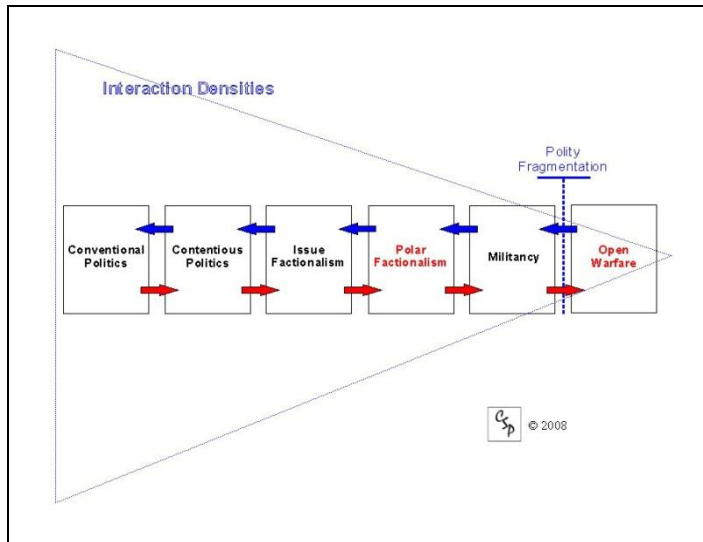 Interaction Densities
Polity
Fragmentation
Conventional
Politics
Contentious
Politics
Issue
Factionalism
Polar
Factionalism
Militancy
Open
Warfare
CSP © 2008